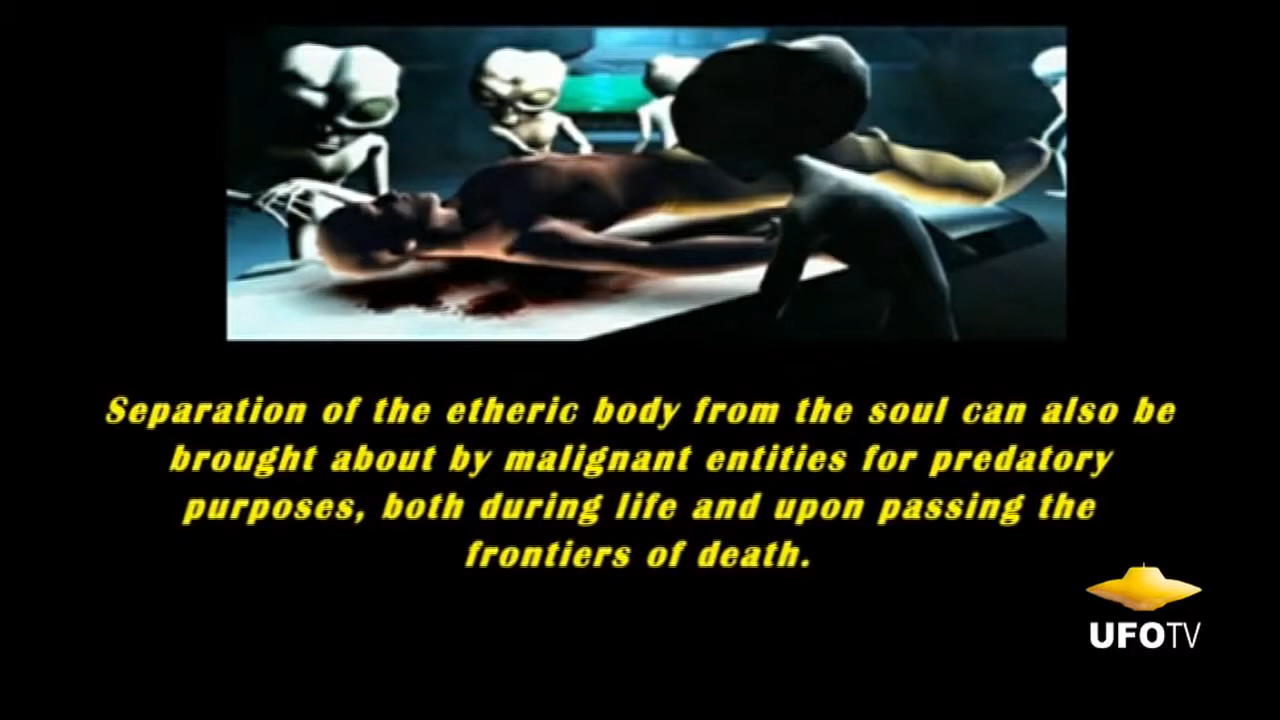 Separation of the etheric body from the soul can also be
brought about by malignant entities for predatory
purposes, both during life and upon passing the
frontiers of death.
UFOTV